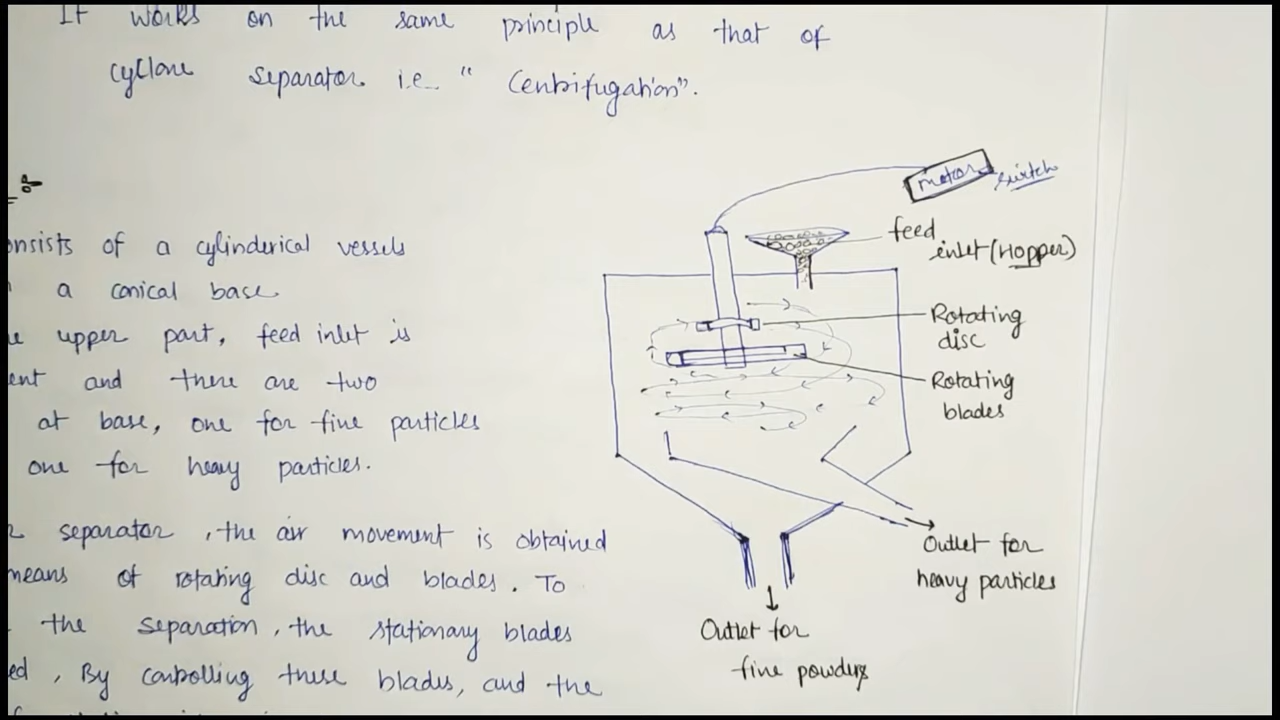 It works on the same principle as that of
cyclone separator i.e. " Centrifugation".
onsists of a cylinderical vessels
a conical base.
upper part, feed inlet is
ent and there are two
at base, one for fine particles
one for heavy particles.
separator, the air movement is obtained
means of rotating disc and blades. To
the separation, the stationary blades
ed, By controlling these blades, and the
motor
switch
feed
inlet (Hopper)
Rotating
disc
Rotating
blades
Outlet for
heavy particles
Outlet for
fine powders